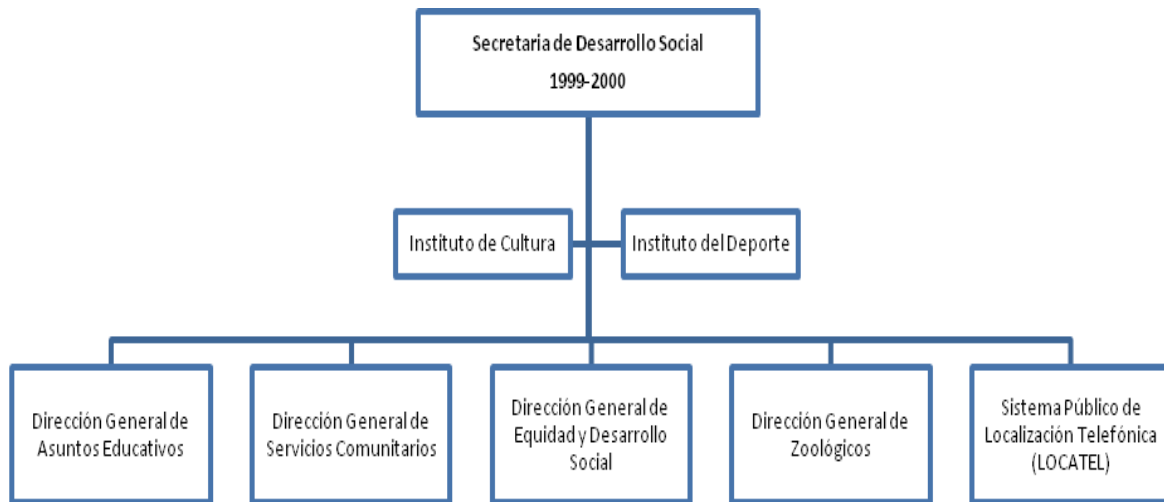 Secretaria de Desarrollo Social
1999-2000
Instituto de Cultura
Instituto del Deporte
Dirección General de
Asuntos Educativos
Dirección General de
Servicios Comunitarios
Dirección General de
Equidad y Desarrollo
Social
Dirección General de
Zoológicos
Sistema Público de
Localización Telefónica
(LOCATEL)